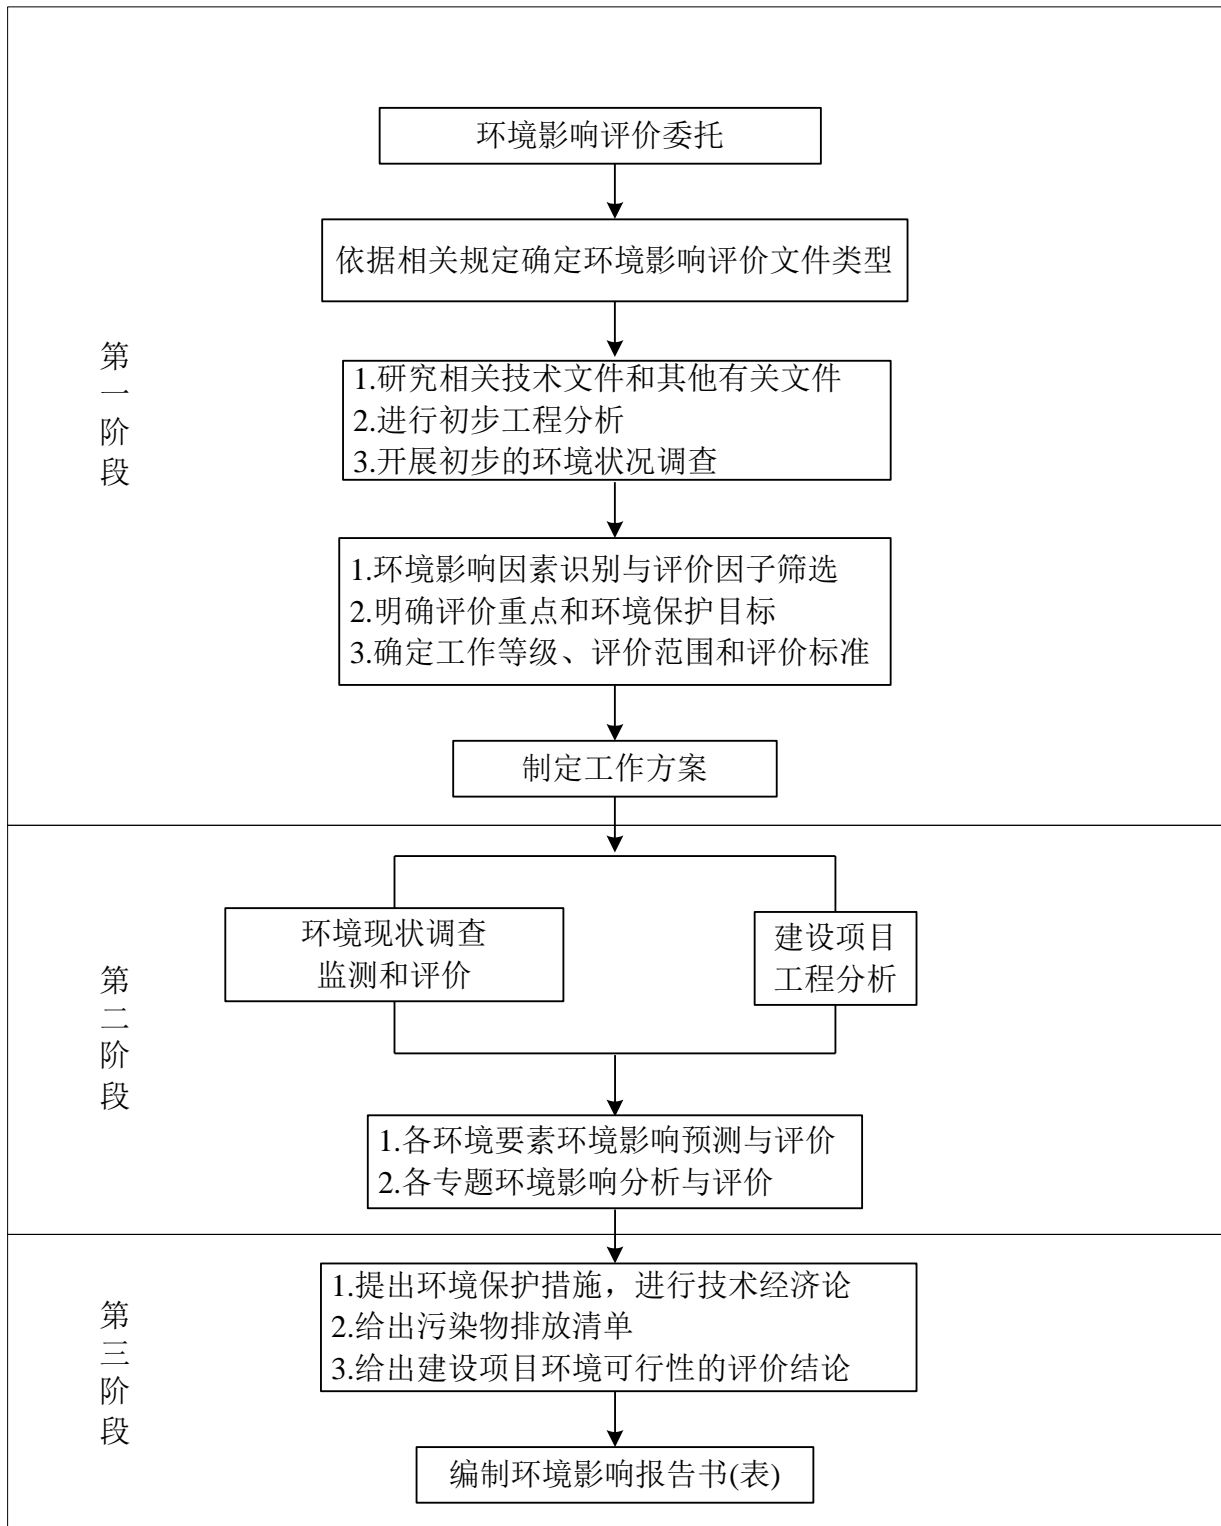 环境影响评价委托
依据相关规定确定环境影响评价文件类型
第一阶段
1.研究相关技术文件和其他有关文件
2.进行初步工程分析
3.开展初步的环境状况调查
1.环境影响因素识别与评价因子筛选
2.明确评价重点和环境保护目标
3.确定工作等级、评价范围和评价标准
制定工作方案
第二阶段
环境现状调查
监测和评价
建设项目
工程分析
1.各环境要素环境影响预测与评价
2.各专题环境影响分析与评价
第三阶段
1.提出环境保护措施，进行技术经济论
2.给出污染物排放清单
3.给出建设项目环境可行性的评价结论
编制环境影响报告书(表)